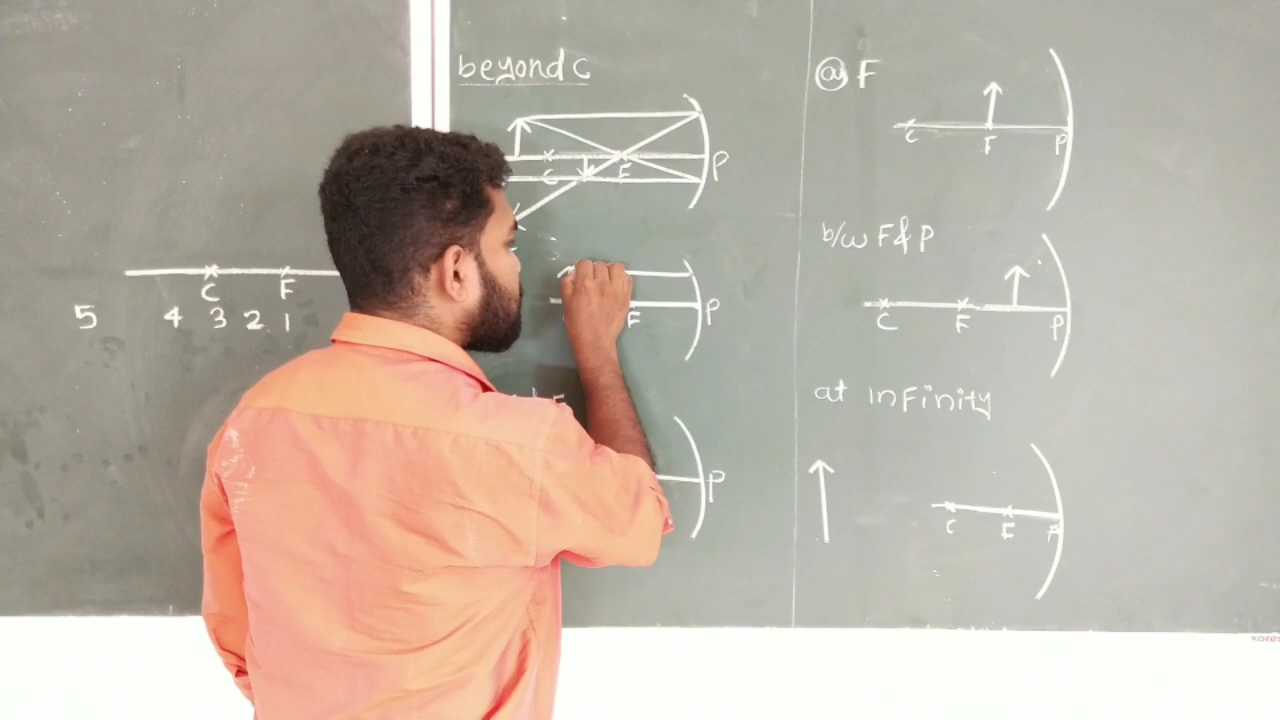 C F
5 4 3 2 1
beyond C
C F P
F P
P
@ F
C F P
b/w F & P
C F P
at infinity
C F P